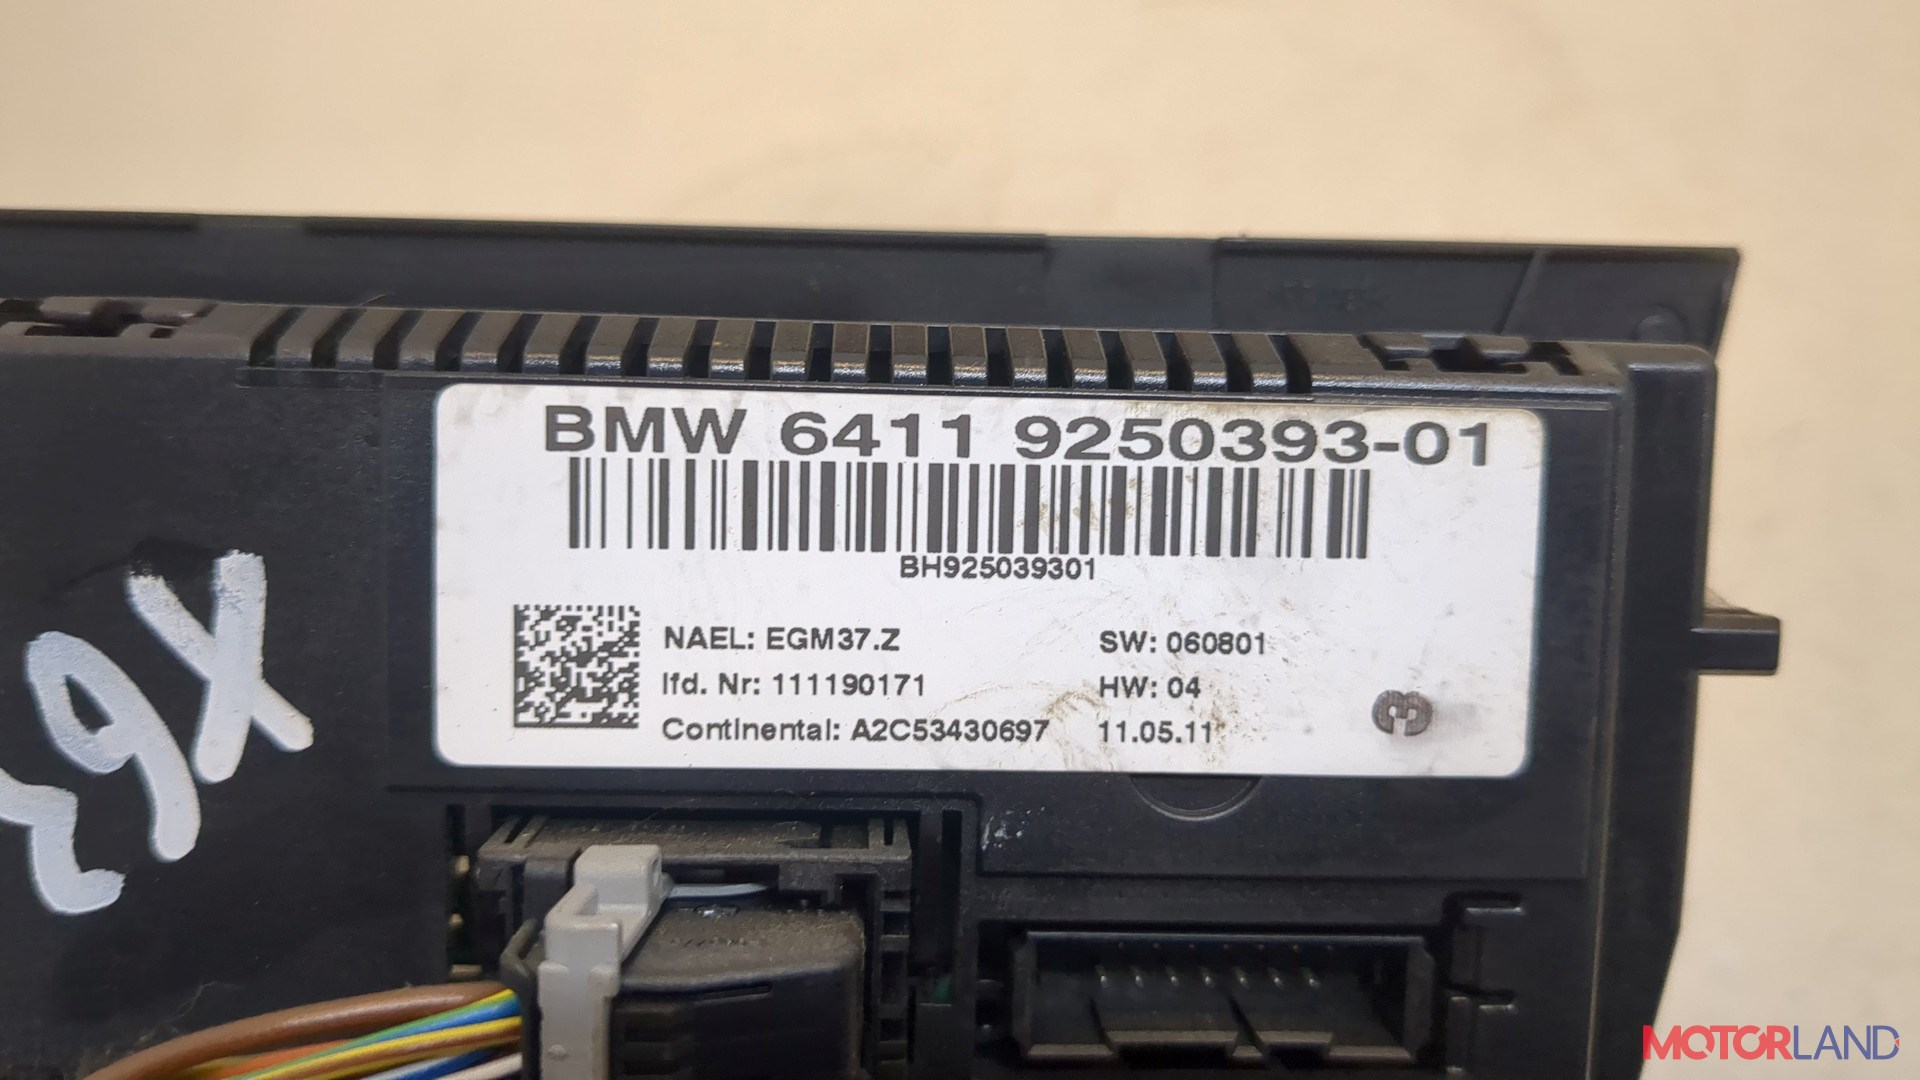 BMW 6411 9250393-01
BH925039301
NAEL: EGM37.Z SW: 060801
lfd. Nr: 111190171 HW: 04
Continental: A2C53430697 11.05.11
3
X6
MOTORLAND